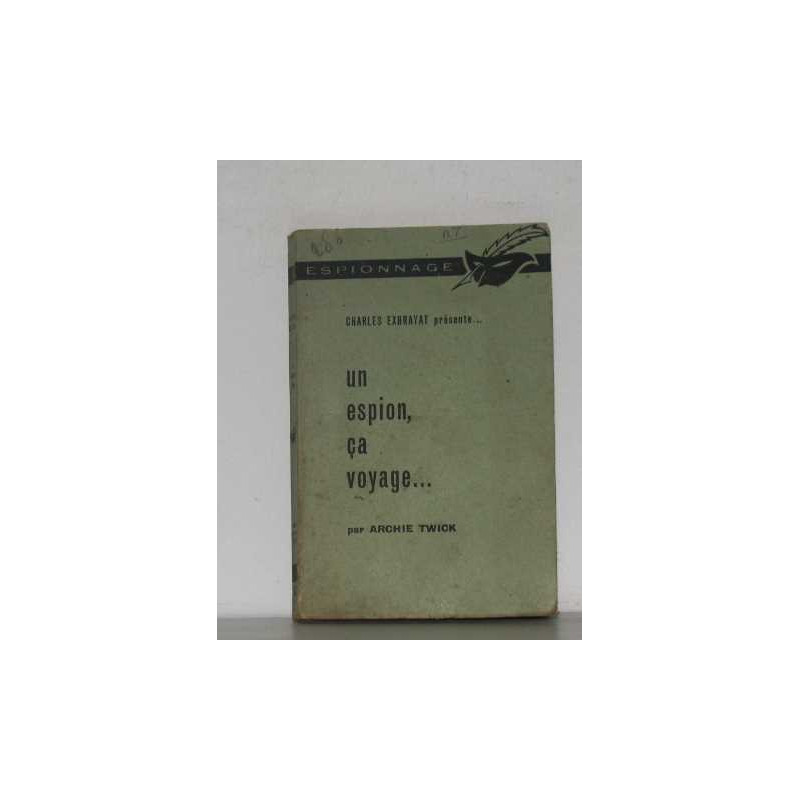 ESPIONNAGE
CHARLES EXBRAYAT présente...
un
espion,
ça
voyage...
par ARCHIE TWICK